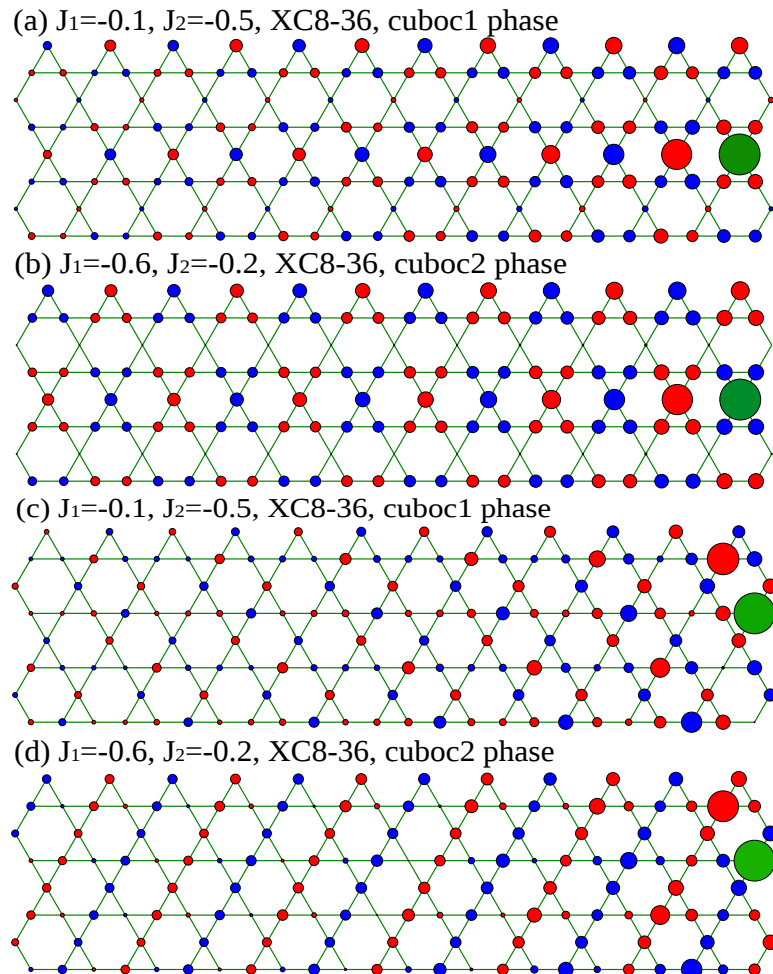 (a) J₁=-0.1, J₂=-0.5, XC8-36, cuboc1 phase
(b) J₁=-0.6, J₂=-0.2, XC8-36, cuboc2 phase
(c) J₁=-0.1, J₂=-0.5, XC8-36, cuboc1 phase
(d) J₁=-0.6, J₂=-0.2, XC8-36, cuboc2 phase